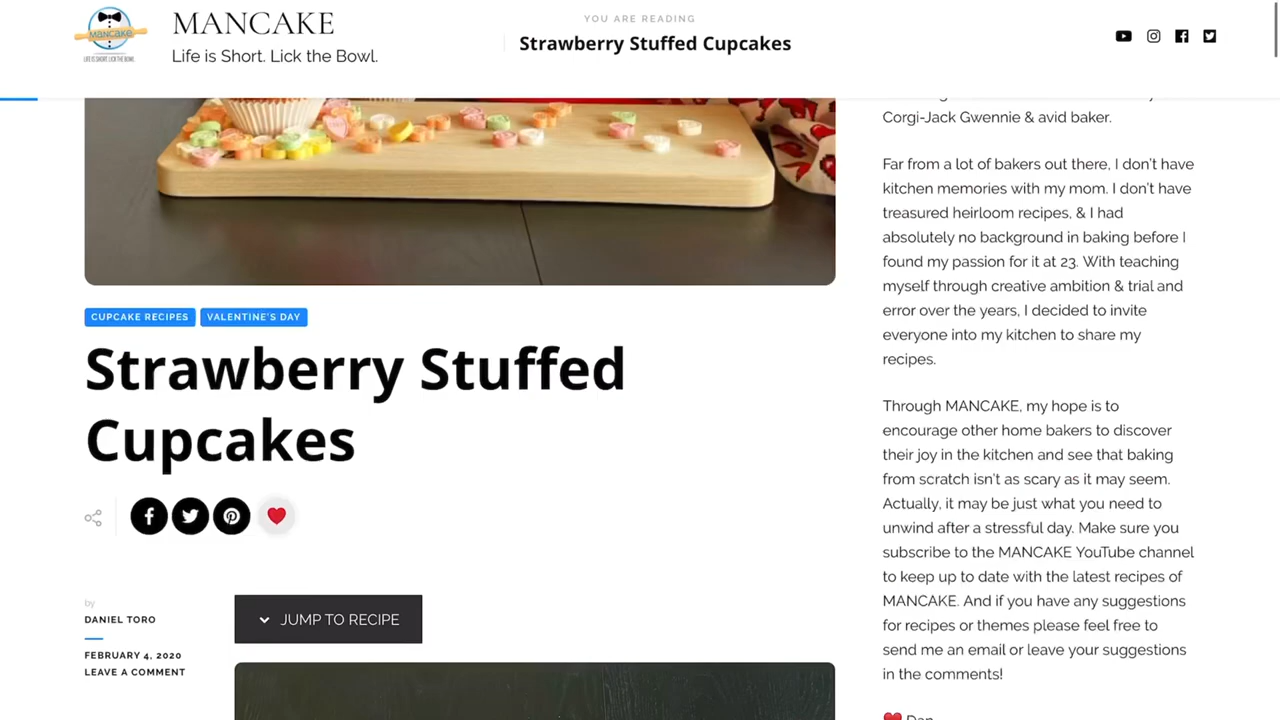 MANCAKE
LIFE IS SHORT. LICK THE BOWL.
MANCAKE
Life is Short. Lick the Bowl.
YOU ARE READING
Strawberry Stuffed Cupcakes
CUPCAKE RECIPES
VALENTINE'S DAY
Strawberry Stuffed
Cupcakes
by
DANIEL TORO
FEBRUARY 4, 2020
LEAVE A COMMENT
JUMP TO RECIPE
Corgi-Jack Gwennie & avid baker.
Far from a lot of bakers out there, I don't have
kitchen memories with my mom. I don't have
treasured heirloom recipes, & I had
absolutely no background in baking before I
found my passion for it at 23. With teaching
myself through creative ambition & trial and
error over the years, I decided to invite
everyone into my kitchen to share my
recipes.
Through MANCAKE, my hope is to
encourage other home bakers to discover
their joy in the kitchen and see that baking
from scratch isn't as scary as it may seem.
Actually, it may be just what you need to
unwind after a stressful day. Make sure you
subscribe to the MANCAKE YouTube channel
to keep up to date with the latest recipes of
MANCAKE. And if you have any suggestions
for recipes or themes please feel free to
send me an email or leave your suggestions
in the comments!
❤️ Dan